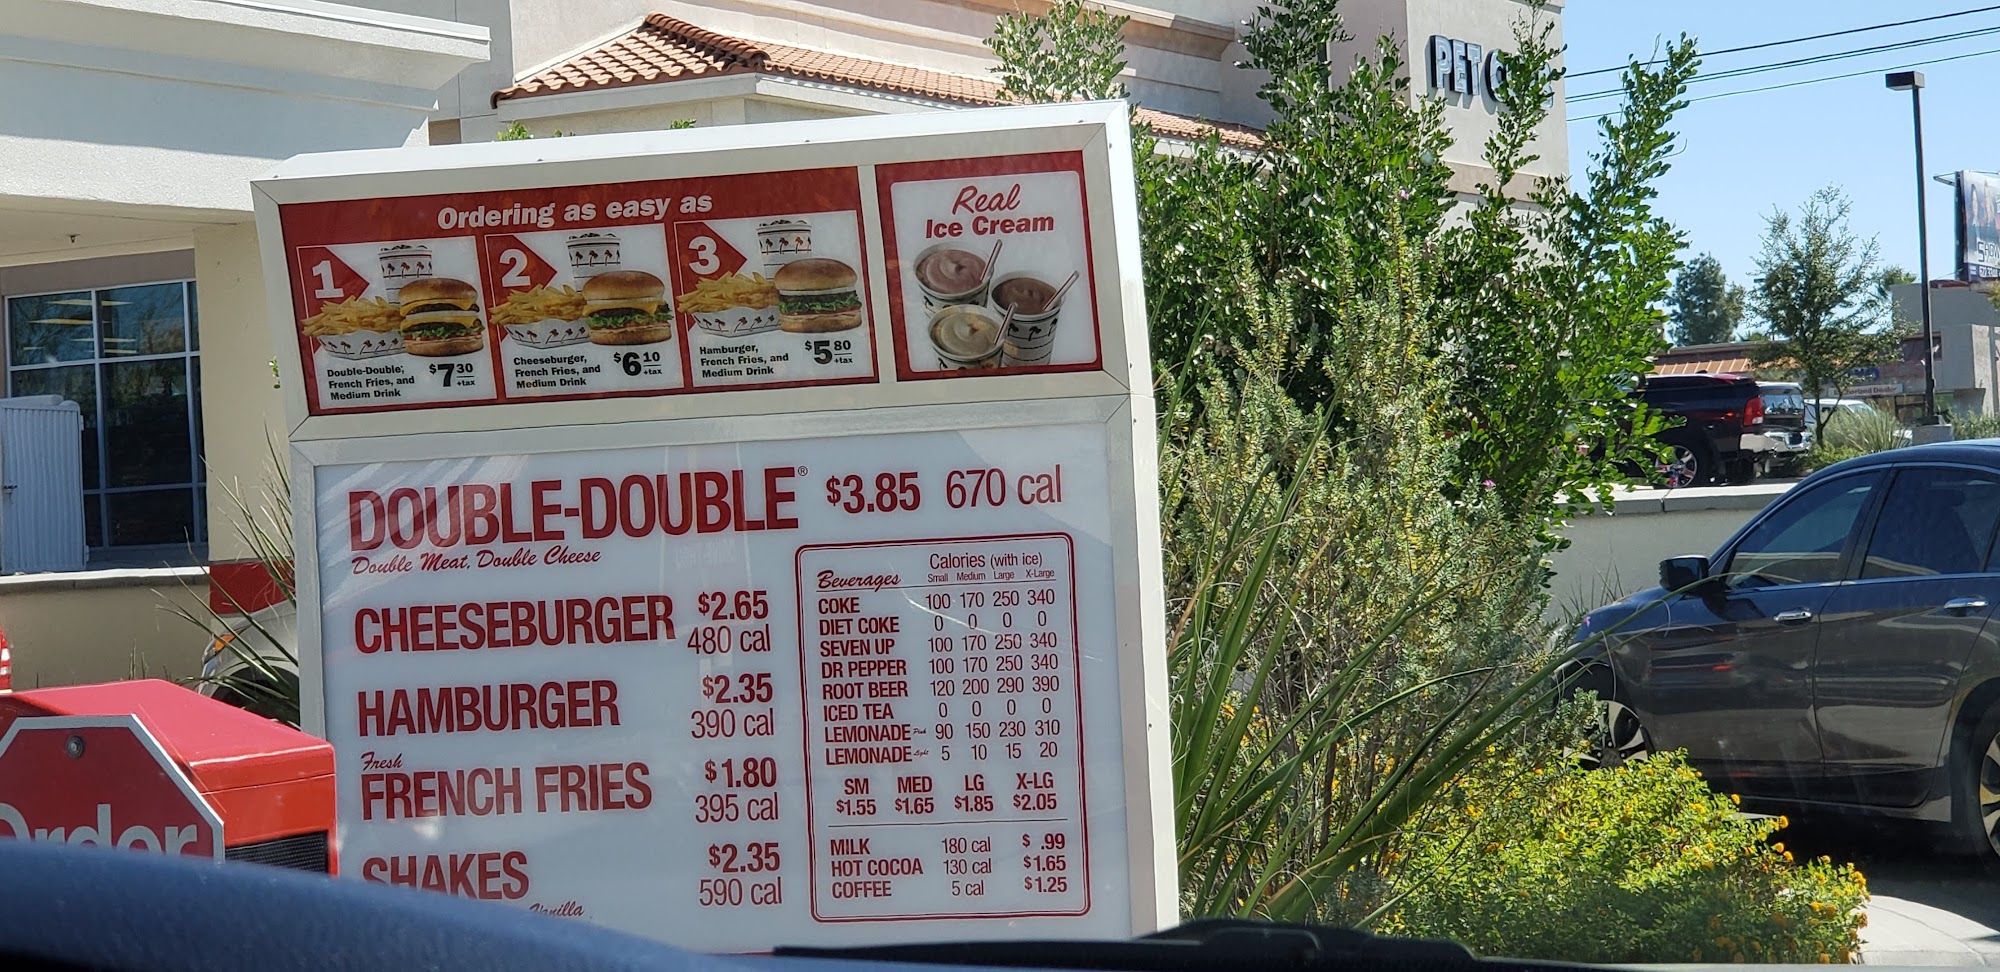 PET
Ordering as easy as
1
Double-Double,
French Fries, and
Medium Drink
$7 30
+tax
2
Cheeseburger,
French Fries, and
Medium Drink
$6 10
+tax
3
Hamburger,
French Fries, and
Medium Drink
$5 80
+tax
Real
Ice Cream
DOUBLE-DOUBLE® $3.85 670 cal
Double Meat, Double Cheese
CHEESEBURGER $2.65
480 cal
HAMBURGER $2.35
390 cal
Fresh
FRENCH FRIES $1.80
395 cal
SHAKES $2.35
590 cal
Vanilla
Beverages Calories (with ice)
Small Medium Large X-Large
COKE 100 170 250 340
DIET COKE 0 0 0 0
SEVEN UP 100 170 250 340
DR PEPPER 100 170 250 340
ROOT BEER 120 200 290 390
ICED TEA 0 0 0 0
LEMONADE Pink 90 150 230 310
LEMONADE Light 5 10 15 20
SM MED LG X-LG
$1.55 $1.65 $1.85 $2.05
MILK 180 cal $ .99
HOT COCOA 130 cal $1.65
COFFEE 5 cal $1.25
Order